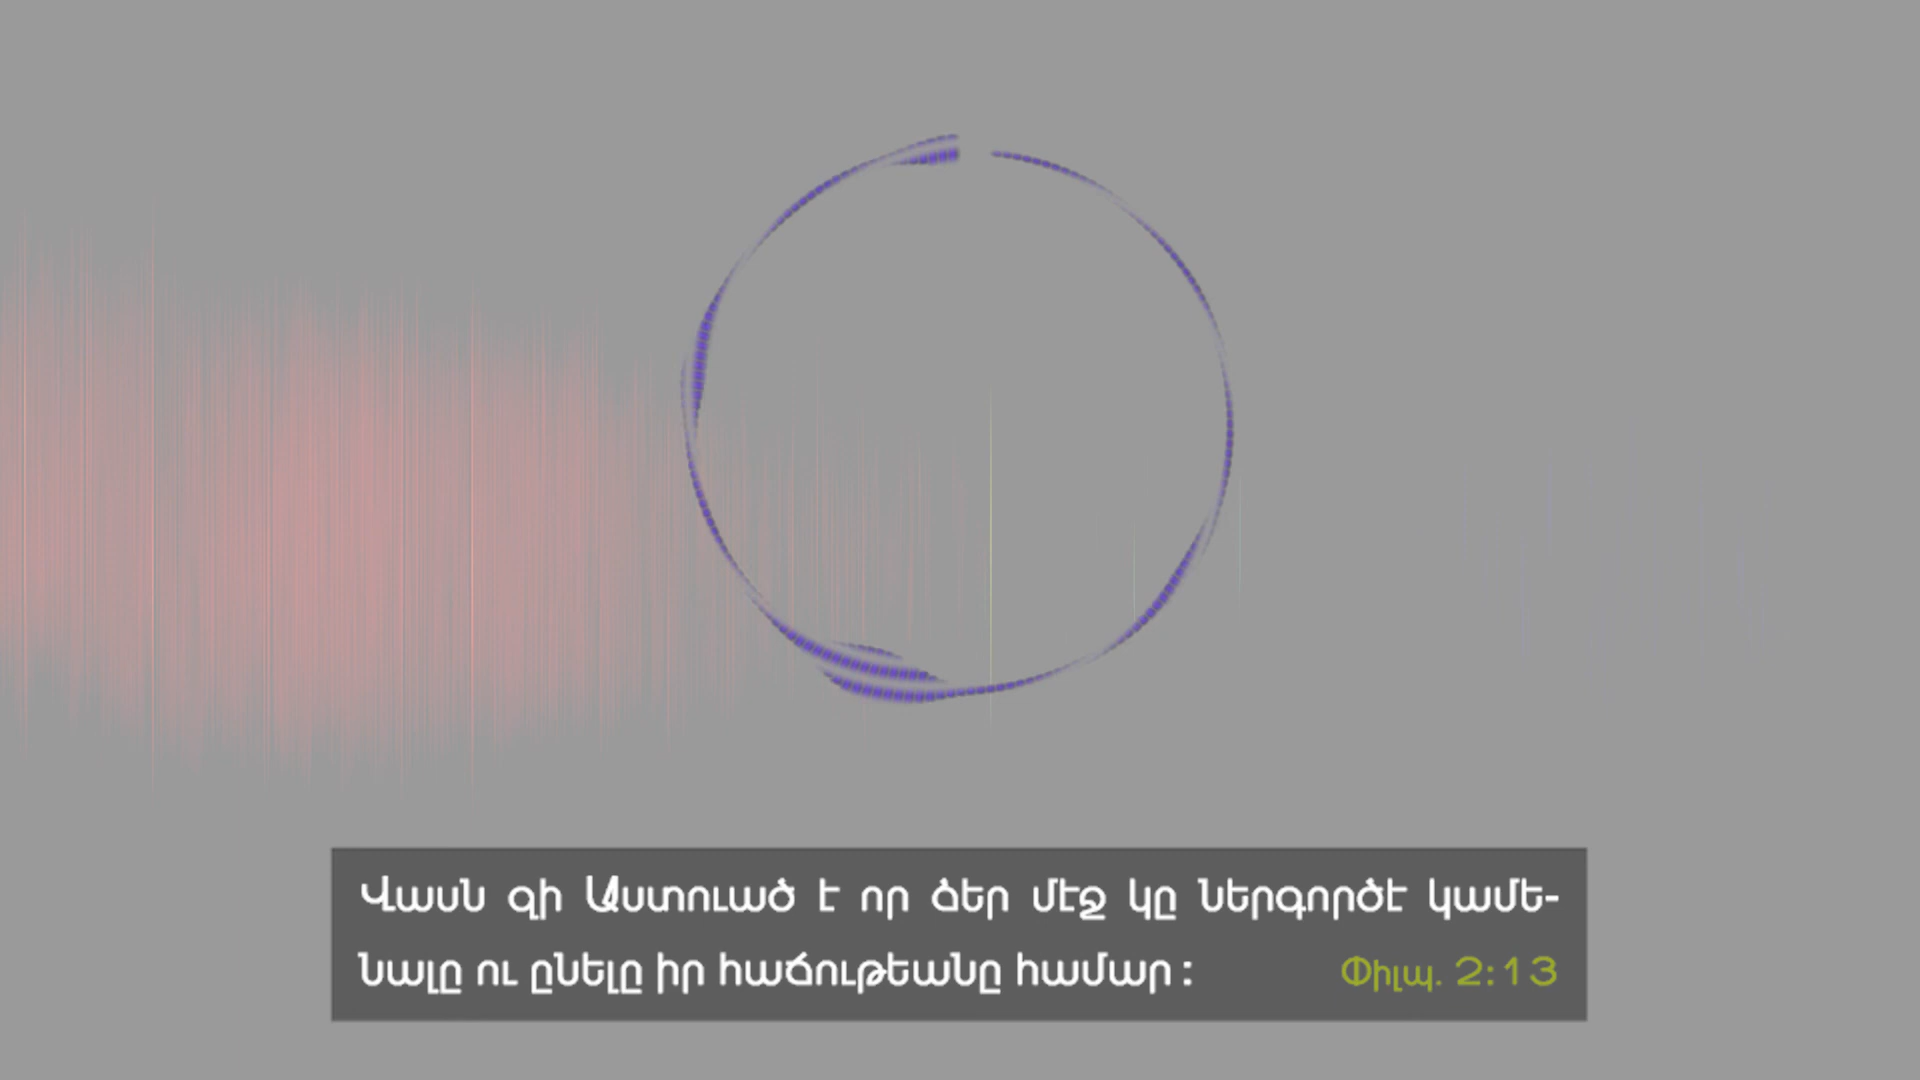 Վասն զի Աստուած է որ ձեր մէջ կը ներգործէ կամե-
նալը ու ընելը իր հաճութեանը համար : Փիլպ. 2:13